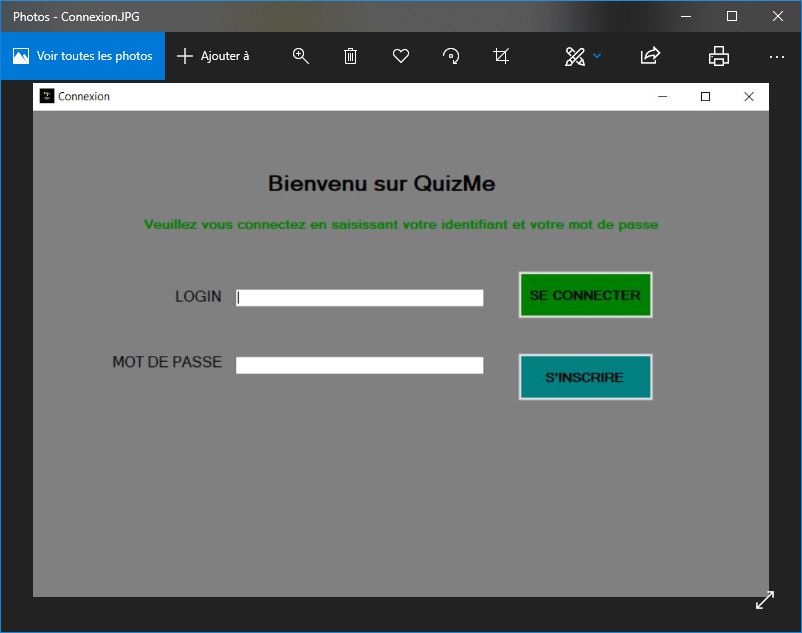 Photos - Connexion.JPG
Voir toutes les photos
Ajouter à
Connexion
Bienvenu sur QuizMe
Veuillez vous connectez en saisissant votre identifiant et votre mot de passe
LOGIN
SE CONNECTER
MOT DE PASSE
S'INSCRIRE